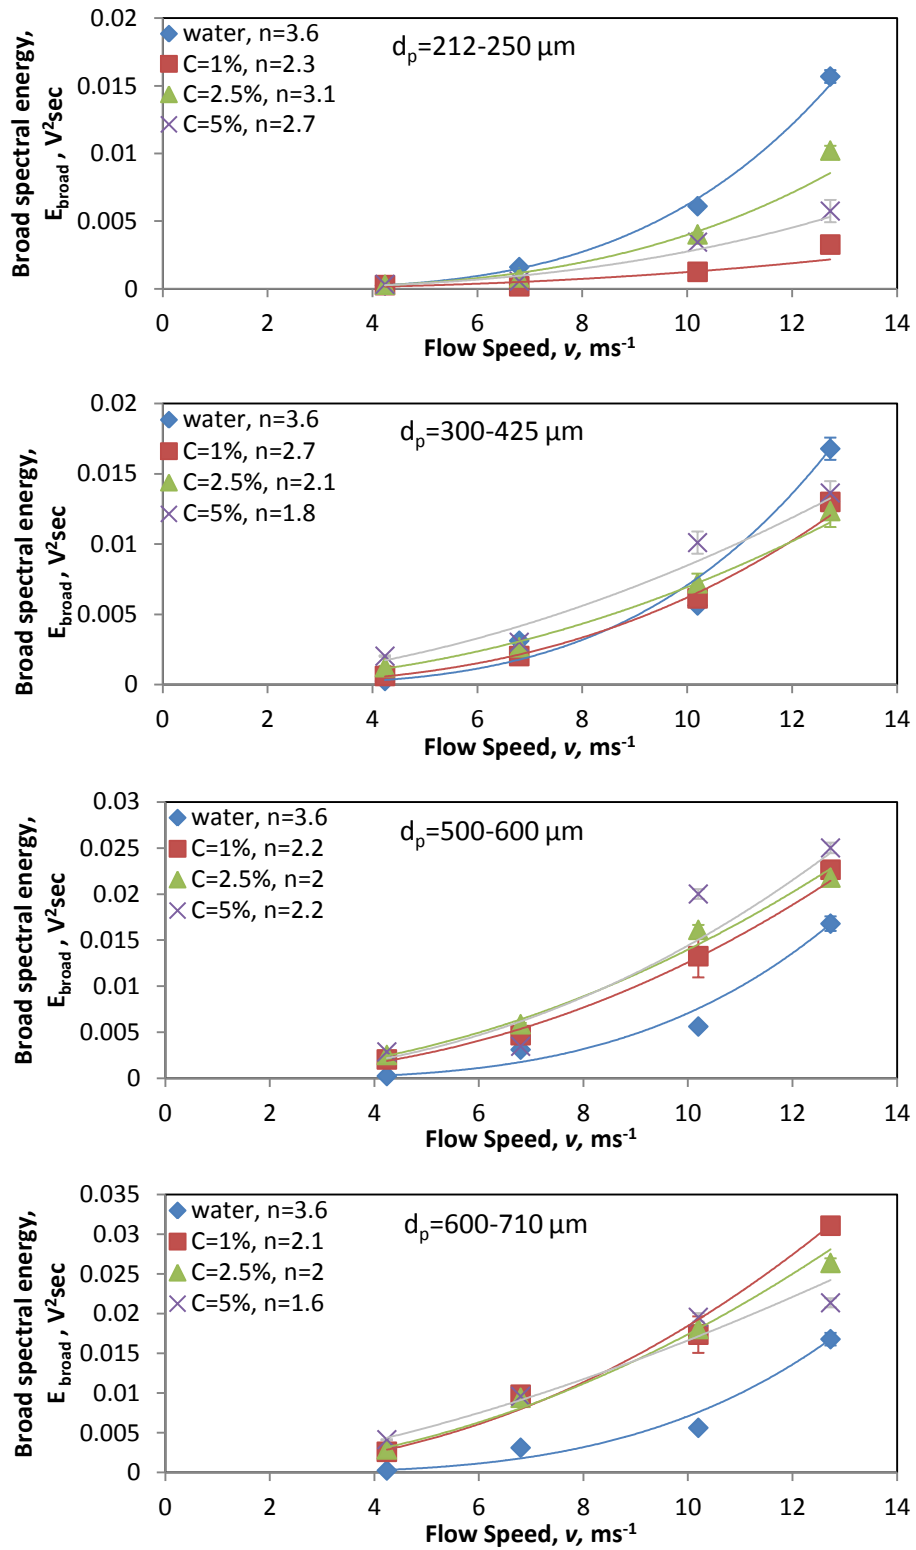 0.02
0.015
0.01
0.005
0
Broad spectral energy,
E_broad , V²sec
water, n=3.6
C=1%, n=2.3
C=2.5%, n=3.1
C=5%, n=2.7
d_p=212-250 µm
0 2 4 6 8 10 12 14
Flow Speed, v, ms⁻¹
0.02
0.015
0.01
0.005
0
Broad spectral energy,
E_broad , V²sec
water, n=3.6
C=1%, n=2.7
C=2.5%, n=2.1
C=5%, n=1.8
d_p=300-425 µm
0 2 4 6 8 10 12 14
Flow Speed, v, ms⁻¹
0.03
0.025
0.02
0.015
0.01
0.005
0
Broad spectral energy,
E_broad , V²sec
water, n=3.6
C=1%, n=2.2
C=2.5%, n=2
C=5%, n=2.2
d_p=500-600 µm
0 2 4 6 8 10 12 14
Flow Speed, v, ms⁻¹
0.035
0.03
0.025
0.02
0.015
0.01
0.005
0
Broad spectral energy,
E_broad , V²sec
water, n=3.6
C=1%, n=2.1
C=2.5%, n=2
C=5%, n=1.6
d_p=600-710 µm
0 2 4 6 8 10 12 14
Flow Speed, v, ms⁻¹